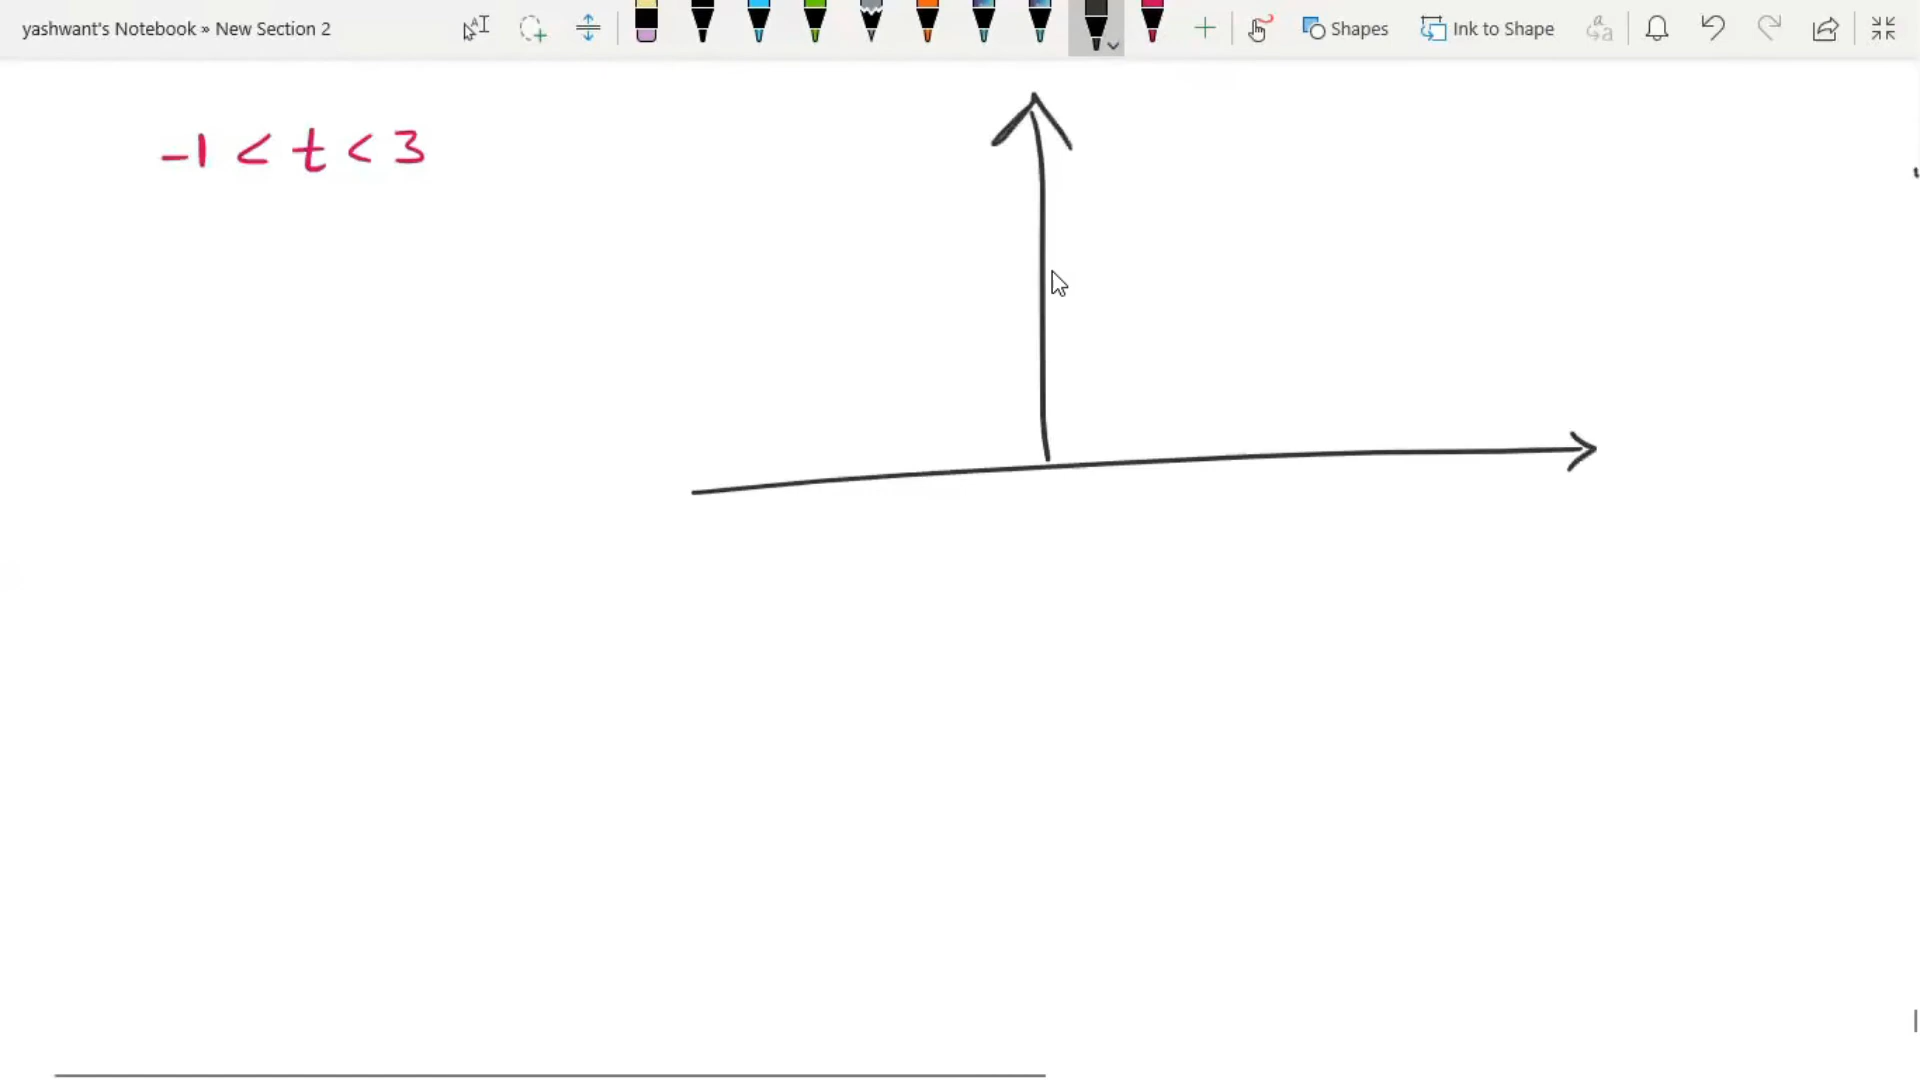 yashwant's Notebook » New Section 2
Shapes
Ink to Shape
-1 < t < 3